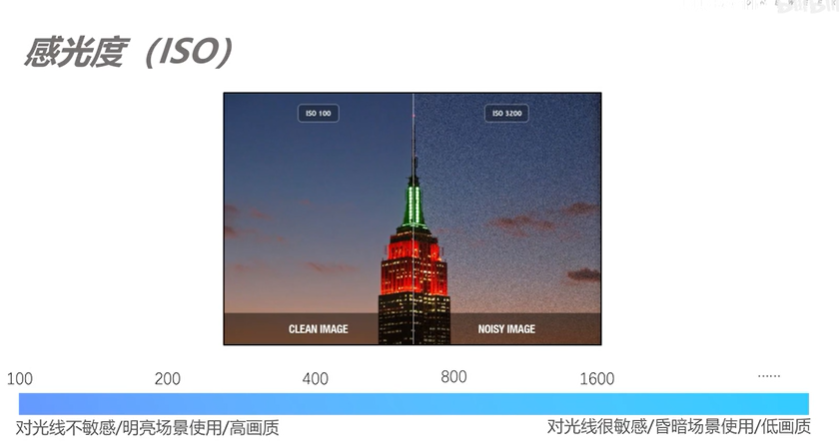 感光度（ISO）
ISO 100
ISO 3200
CLEAN IMAGE
NOISY IMAGE
100 200 400 800 1600 ......
对光线不敏感/明亮场景使用/高画质
对光线很敏感/昏暗场景使用/低画质